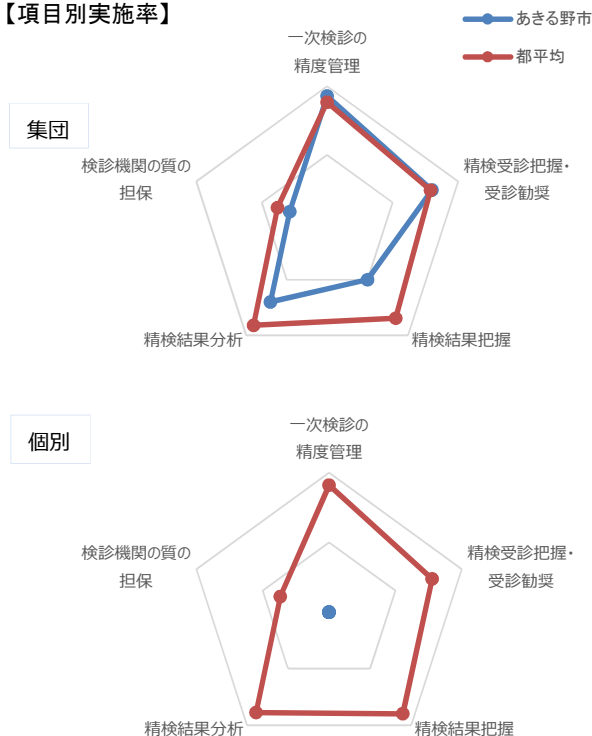 【項目別実施率】
あきる野市
都平均
集団
一次検診の
精度管理
精検受診把握・
受診勧奨
精検結果把握
精検結果分析
検診機関の質の
担保
個別
一次検診の
精度管理
精検受診把握・
受診勧奨
精検結果把握
精検結果分析
検診機関の質の
担保